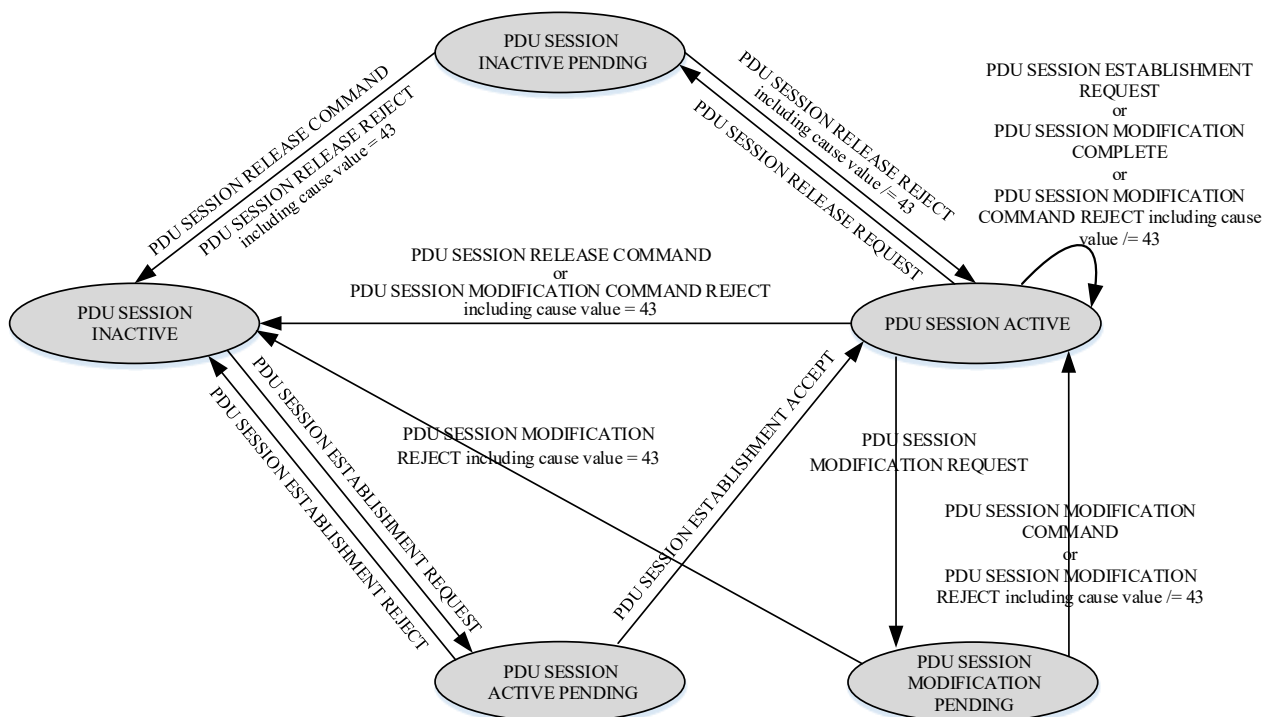 PDU SESSION
INACTIVE PENDING
PDU SESSION RELEASE COMMAND
PDU SESSION RELEASE REJECT
including cause value = 43
PDU SESSION RELEASE REJECT
including cause value /= 43
PDU SESSION RELEASE REQUEST
PDU SESSION ESTABLISHMENT
REQUEST
or
PDU SESSION MODIFICATION
COMPLETE
or
PDU SESSION MODIFICATION
COMMAND REJECT including cause
value /= 43
PDU SESSION RELEASE COMMAND
or
PDU SESSION MODIFICATION COMMAND REJECT
including cause value = 43
PDU SESSION
INACTIVE
PDU SESSION ACTIVE
PDU SESSION ESTABLISHMENT REQUEST
PDU SESSION ESTABLISHMENT REJECT
PDU SESSION MODIFICATION
REJECT including cause value = 43
PDU SESSION ESTABLISHMENT ACCEPT
PDU SESSION
MODIFICATION REQUEST
PDU SESSION MODIFICATION
COMMAND
or
PDU SESSION MODIFICATION
REJECT including cause value /= 43
PDU SESSION
ACTIVE PENDING
PDU SESSION
MODIFICATION
PENDING